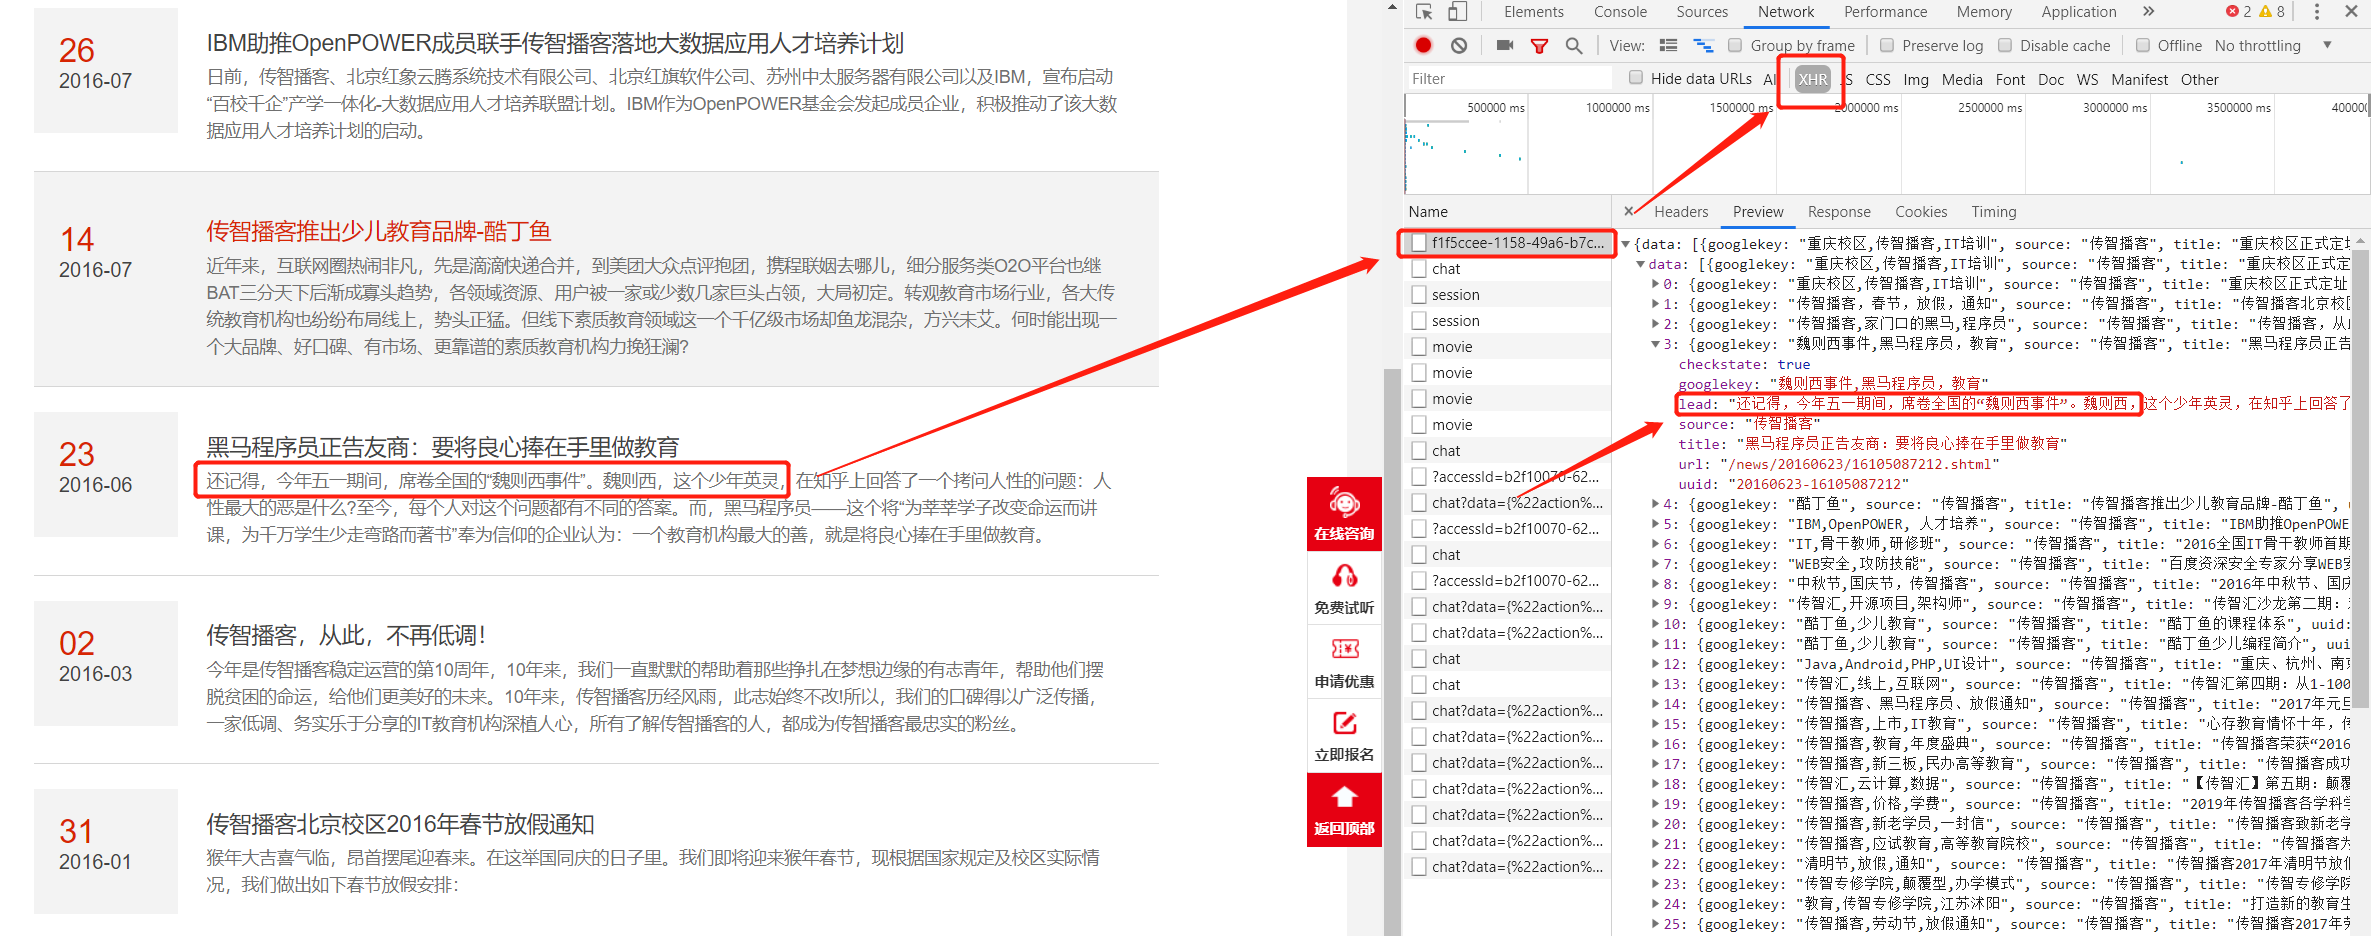 26
2016-07
IBM助推OpenPOWER成员联手传智播客落地大数据应用人才培养计划
日前，传智播客、北京红象云腾系统技术有限公司、北京红旗软件公司、苏州中太服务器有限公司以及IBM，宣布启动
“百校千企”产学一体化-大数据应用人才培养联盟计划。IBM作为OpenPOWER基金会发起成员企业，积极推动了该大数
据应用人才培养计划的启动。
14
2016-07
传智播客推出少儿教育品牌-酷丁鱼
近年来，互联网圈热闹非凡，先是滴滴快递合并，到美团大众点评抱团，携程联姻去哪儿，细分服务类O2O平台也继
BAT三分天下后渐成寡头趋势，各领域资源、用户被一家或少数几家巨头占领，大局初定。转观教育市场行业，各大传
统教育机构也纷纷布局线上，势头正猛。但线下素质教育领域这一个千亿级市场却鱼龙混杂，方兴未艾。何时能出现一
个大品牌、好口碑、有市场、更靠谱的素质教育机构力挽狂澜？
23
2016-06
黑马程序员正告友商：要将良心捧在手里做教育
还记得，今年五一期间，席卷全国的“魏则西事件”。魏则西，这个少年英灵，在知乎上回答了一个拷问人性的问题：人
性最大的恶是什么?至今，每个人对这个问题都有不同的答案。而，黑马程序员——这个将“为莘莘学子改变命运而讲
课，为千万学生少走弯路而著书”奉为信仰的企业认为：一个教育机构最大的善，就是将良心捧在手里做教育。
02
2016-03
传智播客，从此，不再低调！
今年是传智播客稳定运营的第10周年，10年来，我们一直默默的帮助着那些挣扎在梦想边缘的有志青年，帮助他们摆
脱贫困的命运，给他们更美好的未来。10年来，传智播客历经风雨，此志始终不改!所以，我们的口碑得以广泛传播，
一家低调、务实乐于分享的IT教育机构深植人心，所有了解传智播客的人，都成为传智播客最忠实的粉丝。
31
2016-01
传智播客北京校区2016年春节放假通知
猴年大吉喜气临，昂首摆尾迎春来。在这举国同庆的日子里。我们即将迎来猴年春节，现根据国家规定及校区实际情
况，我们做出如下春节放假安排：
在线咨询
免费试听
申请优惠
立即报名
返回顶部
Elements Console Sources Network Performance Memory Application » 2 8
View: Group by frame Preserve log Disable cache Offline No throttling
Filter Hide data URLs XHR JS CSS Img Media Font Doc WS Manifest Other
500000 ms 1000000 ms 1500000 ms 2000000 ms 2500000 ms 3000000 ms 3500000 ms
Name
f1f5ccee-1158-49a6-b7c...
chat
session
session
movie
movie
movie
movie
chat
?accessId=b2f10070-62...
chat?data={%22action%...
?accessId=b2f10070-62...
chat
?accessId=b2f10070-62...
chat?data={%22action%...
chat?data={%22action%...
chat
chat
chat?data={%22action%...
chat?data={%22action%...
chat?data={%22action%...
chat?data={%22action%...
chat?data={%22action%...
chat?data={%22action%...
chat?data={%22action%...
× Headers Preview Response Cookies Timing
{data: [{googlekey: "重庆校区,传智播客,IT培训", source: "传智播客", title: "重庆校区正式定址
data: [{googlekey: "重庆校区,传智播客,IT培训", source: "传智播客", title: "重庆校区正式定
0: {googlekey: "重庆校区,传智播客,IT培训", source: "传智播客", title: "重庆校区正式定址
1: {googlekey: "传智播客，春节，放假，通知", source: "传智播客", title: "传智播客北京校区
2: {googlekey: "传智播客,家门口的黑马,程序员", source: "传智播客", title: "传智播客，从
3: {googlekey: "魏则西事件,黑马程序员，教育", source: "传智播客", title: "黑马程序员正告
checkstate: true
googlekey: "魏则西事件,黑马程序员，教育"
lead: "还记得，今年五一期间，席卷全国的“魏则西事件”。魏则西，这个少年英灵，在知乎上回答了
source: "传智播客"
title: "黑马程序员正告友商：要将良心捧在手里做教育"
url: "/news/20160623/16105087212.shtml"
uuid: "20160623-16105087212"
4: {googlekey: "酷丁鱼", source: "传智播客", title: "传智播客推出少儿教育品牌-酷丁鱼",
5: {googlekey: "IBM,OpenPOWER, 人才培养", source: "传智播客", title: "IBM助推OpenPOWE
6: {googlekey: "IT,骨干教师,研修班", source: "传智播客", title: "2016全国IT骨干教师首期
7: {googlekey: "WEB安全,攻防技能", source: "传智播客", title: "百度资深安全专家分享WEB安
8: {googlekey: "中秋节,国庆节，传智播客", source: "传智播客", title: "2016年中秋节、国庆
9: {googlekey: "传智汇,开源项目,架构师", source: "传智播客", title: "传智汇沙龙第二期：
10: {googlekey: "酷丁鱼,少儿教育", source: "传智播客", title: "酷丁鱼的课程体系", uuid:
11: {googlekey: "酷丁鱼,少儿教育", source: "传智播客", title: "酷丁鱼少儿编程简介", uui
12: {googlekey: "Java,Android,PHP,UI设计", source: "传智播客", title: "重庆、杭州、南京
13: {googlekey: "传智汇,线上,互联网", source: "传智播客", title: "传智汇第四期：从1-100
14: {googlekey: "传智播客、黑马程序员、放假通知", source: "传智播客", title: "2017年元旦
15: {googlekey: "传智播客,上市,IT教育", source: "传智播客", title: "心存教育情怀十年，传
16: {googlekey: "传智播客,教育,年度盛典", source: "传智播客", title: "传智播客荣获“2016
17: {googlekey: "传智播客,新三板,民办高等教育", source: "传智播客", title: "传智播客成功
18: {googlekey: "传智汇,云计算,数据", source: "传智播客", title: "【传智汇】第五期：颠覆
19: {googlekey: "传智播客,价格,学费", source: "传智播客", title: "2019年传智播客各学科学
20: {googlekey: "传智播客,新老学员,一封信", source: "传智播客", title: "传智播客致新老学
21: {googlekey: "传智播客,应试教育,高等教育院校", source: "传智播客", title: "传智播客为
22: {googlekey: "清明节,放假,通知", source: "传智播客", title: "传智播客2017年清明节放假
23: {googlekey: "传智专修学院,颠覆型,办学模式", source: "传智播客", title: "传智专修学院
24: {googlekey: "教育,传智专修学院,江苏沭阳", source: "传智播客", title: "打造新的教育生
25: {googlekey: "传智播客,劳动节,放假通知", source: "传智播客", title: "传智播客2017年劳